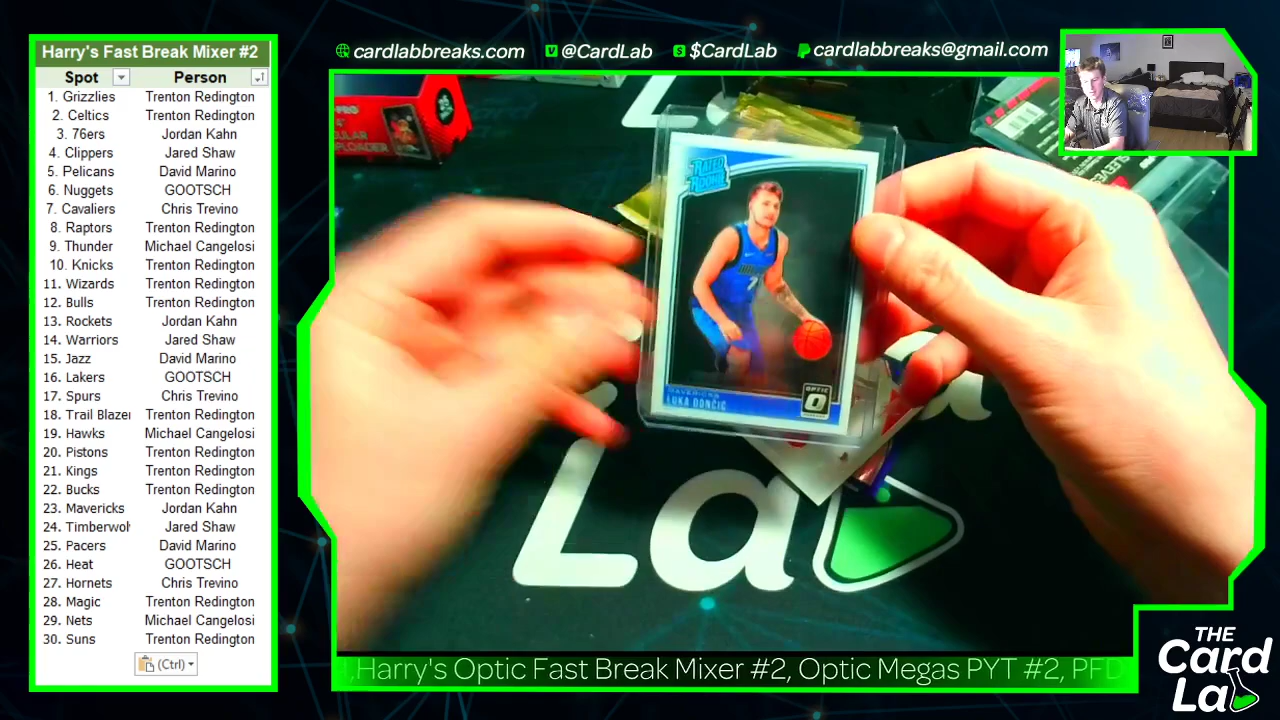 Harry's Fast Break Mixer #2
Spot Person
1. Grizzlies Trenton Redington
2. Celtics Trenton Redington
3. 76ers Jordan Kahn
4. Clippers Jared Shaw
5. Pelicans David Marino
6. Nuggets GOOTSCH
7. Cavaliers Chris Trevino
8. Raptors Trenton Redington
9. Thunder Michael Cangelosi
10. Knicks Trenton Redington
11. Wizards Trenton Redington
12. Bulls Trenton Redington
13. Rockets Jordan Kahn
14. Warriors Jared Shaw
15. Jazz David Marino
16. Lakers GOOTSCH
17. Spurs Chris Trevino
18. Trail Blazer Trenton Redington
19. Hawks Michael Cangelosi
20. Pistons Trenton Redington
21. Kings Trenton Redington
22. Bucks Trenton Redington
23. Mavericks Jordan Kahn
24. Timberwol Jared Shaw
25. Pacers David Marino
26. Heat GOOTSCH
27. Hornets Chris Trevino
28. Magic Trenton Redington
29. Nets Michael Cangelosi
30. Suns Trenton Redington
(Ctrl)
cardlabbreaks.com @CardLab $CardLab cardlabbreaks@gmail.com
RATED
ROOKIE
7
MAVERICKS
LUKA DONČIĆ
OPTIC
SLEEVES
La
,Harry's Optic Fast Break Mixer #2, Optic Megas PYT #2, PFD
THE
Card
Lab